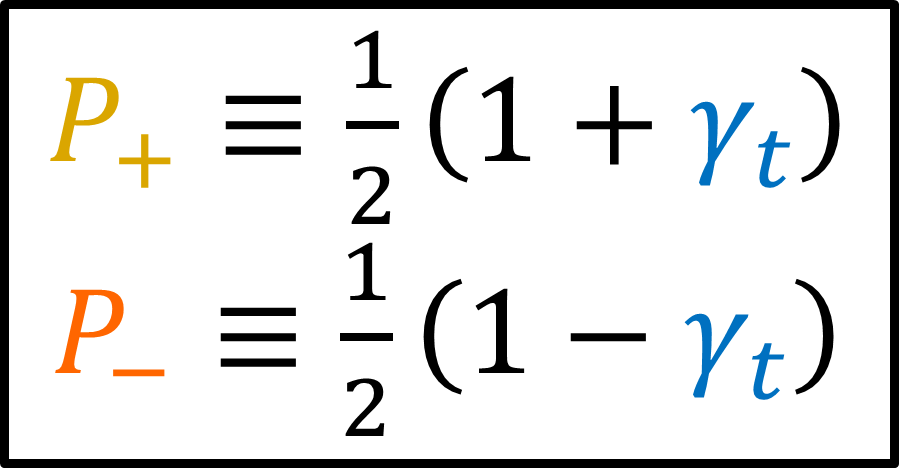 P₊ ≡ 1/2 (1 + γₜ)
P₋ ≡ 1/2 (1 − γₜ)